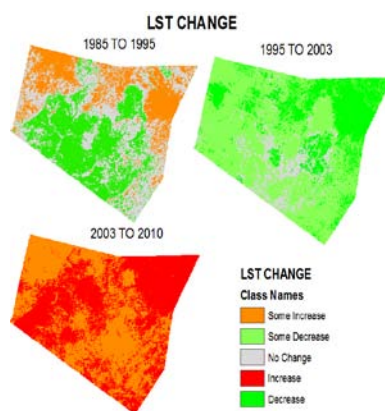 LST CHANGE
1985 TO 1995
1995 TO 2003
2003 TO 2010
LST CHANGE
Class Names
Some Increase
Some Decrease
No Change
Increase
Decrease